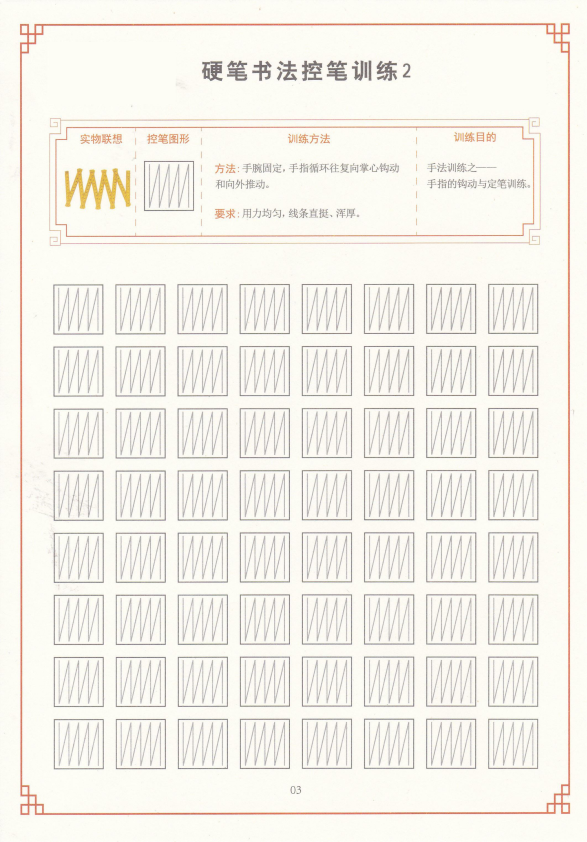 硬笔书法控笔训练2
实物联想
控笔图形
训练方法
训练目的
方法:手腕固定,手指循环往复向掌心钩动
和向外推动。
要求:用力均匀,线条直挺、浑厚。
手法训练之——
手指的钩动与定笔训练。
03